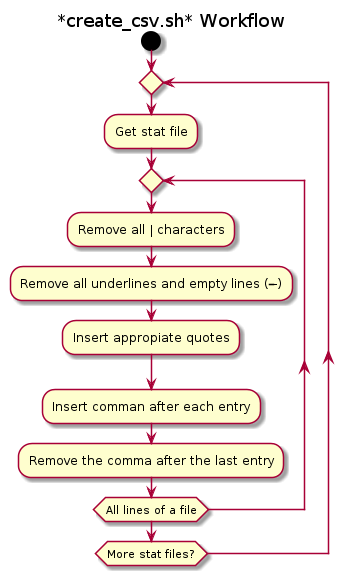 *create_csv.sh* Workflow
Get stat file
Remove all | characters
Remove all underlines and empty lines (--)
Insert appropiate quotes
Insert comman after each entry
Remove the comma after the last entry
All lines of a file
More stat files?